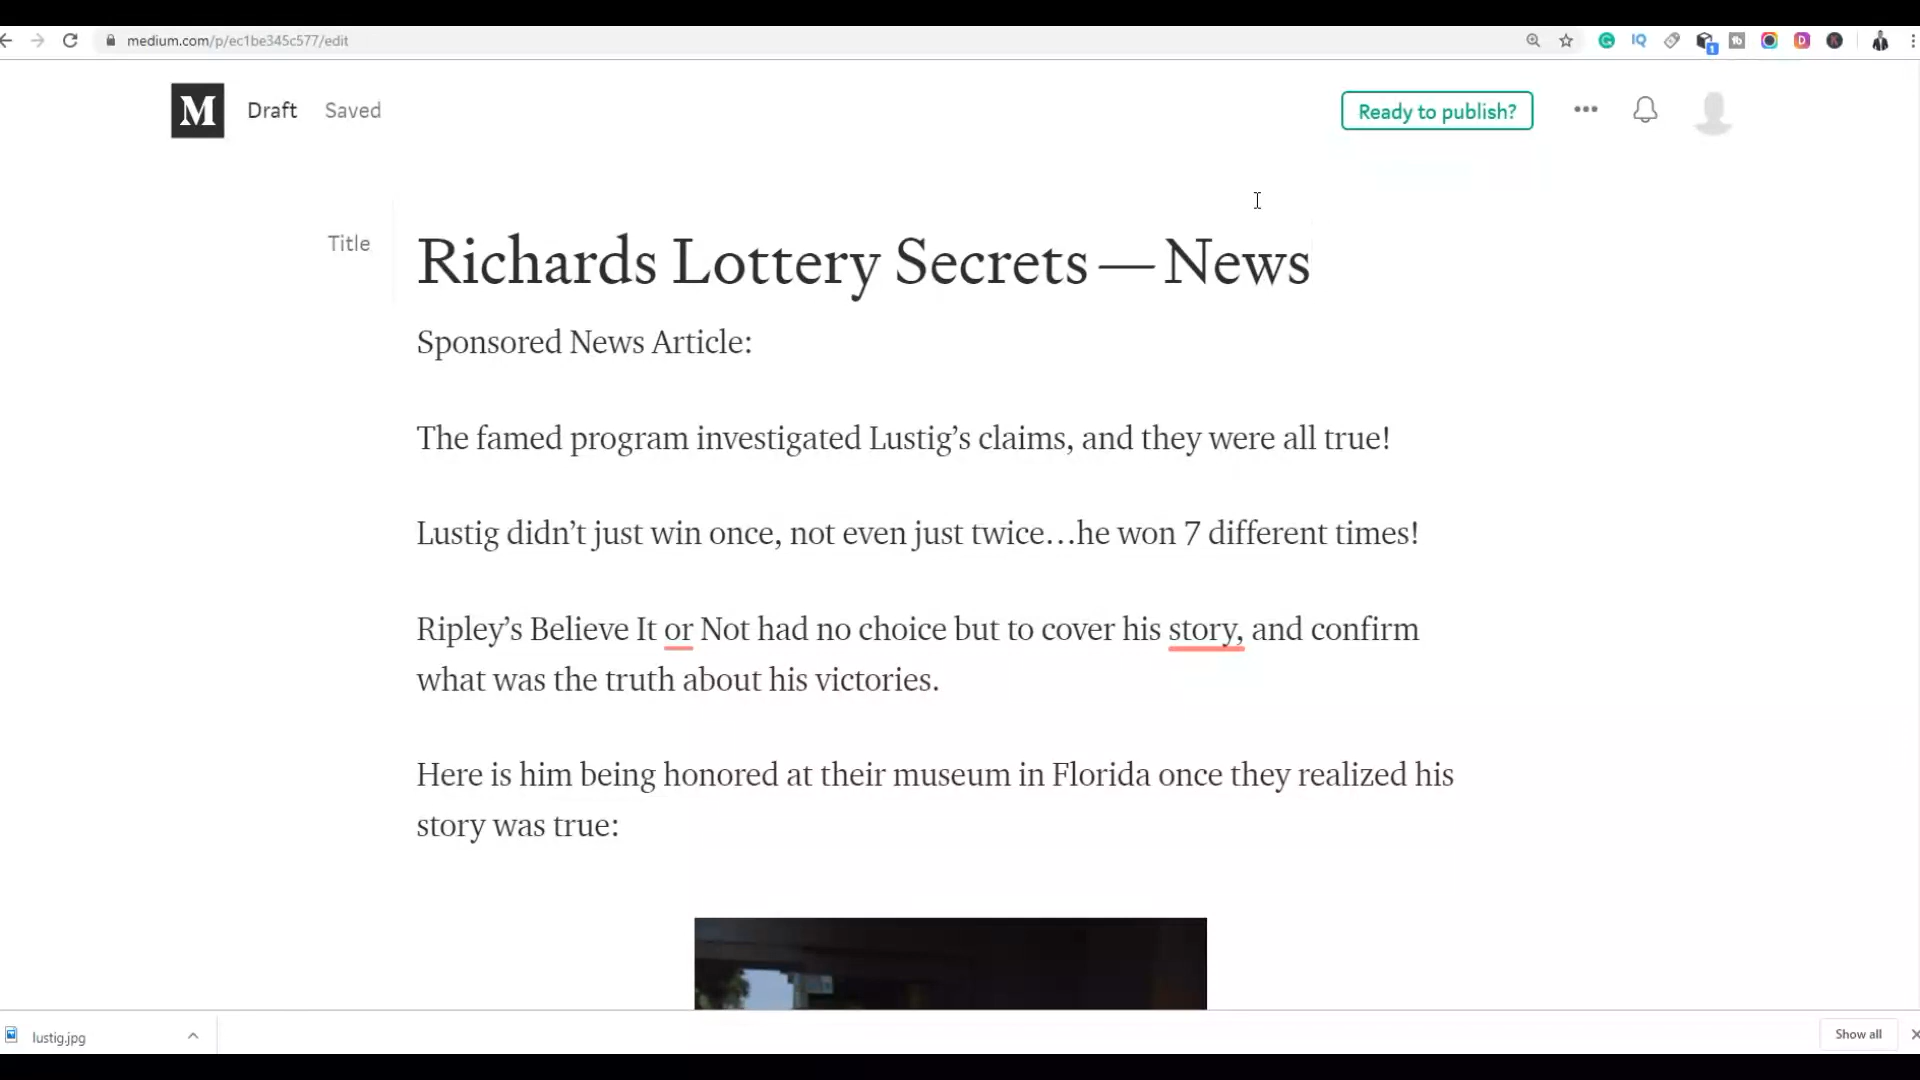 medium.com/p/ec1be345c577/edit
IQ
1
D
M
Draft Saved
Ready to publish?
Title
Richards Lottery Secrets — News
Sponsored News Article:
The famed program investigated Lustig’s claims, and they were all true!
Lustig didn’t just win once, not even just twice…he won 7 different times!
Ripley’s Believe It or Not had no choice but to cover his story, and confirm
what was the truth about his victories.
Here is him being honored at their museum in Florida once they realized his
story was true:
lustig.jpg
Show all